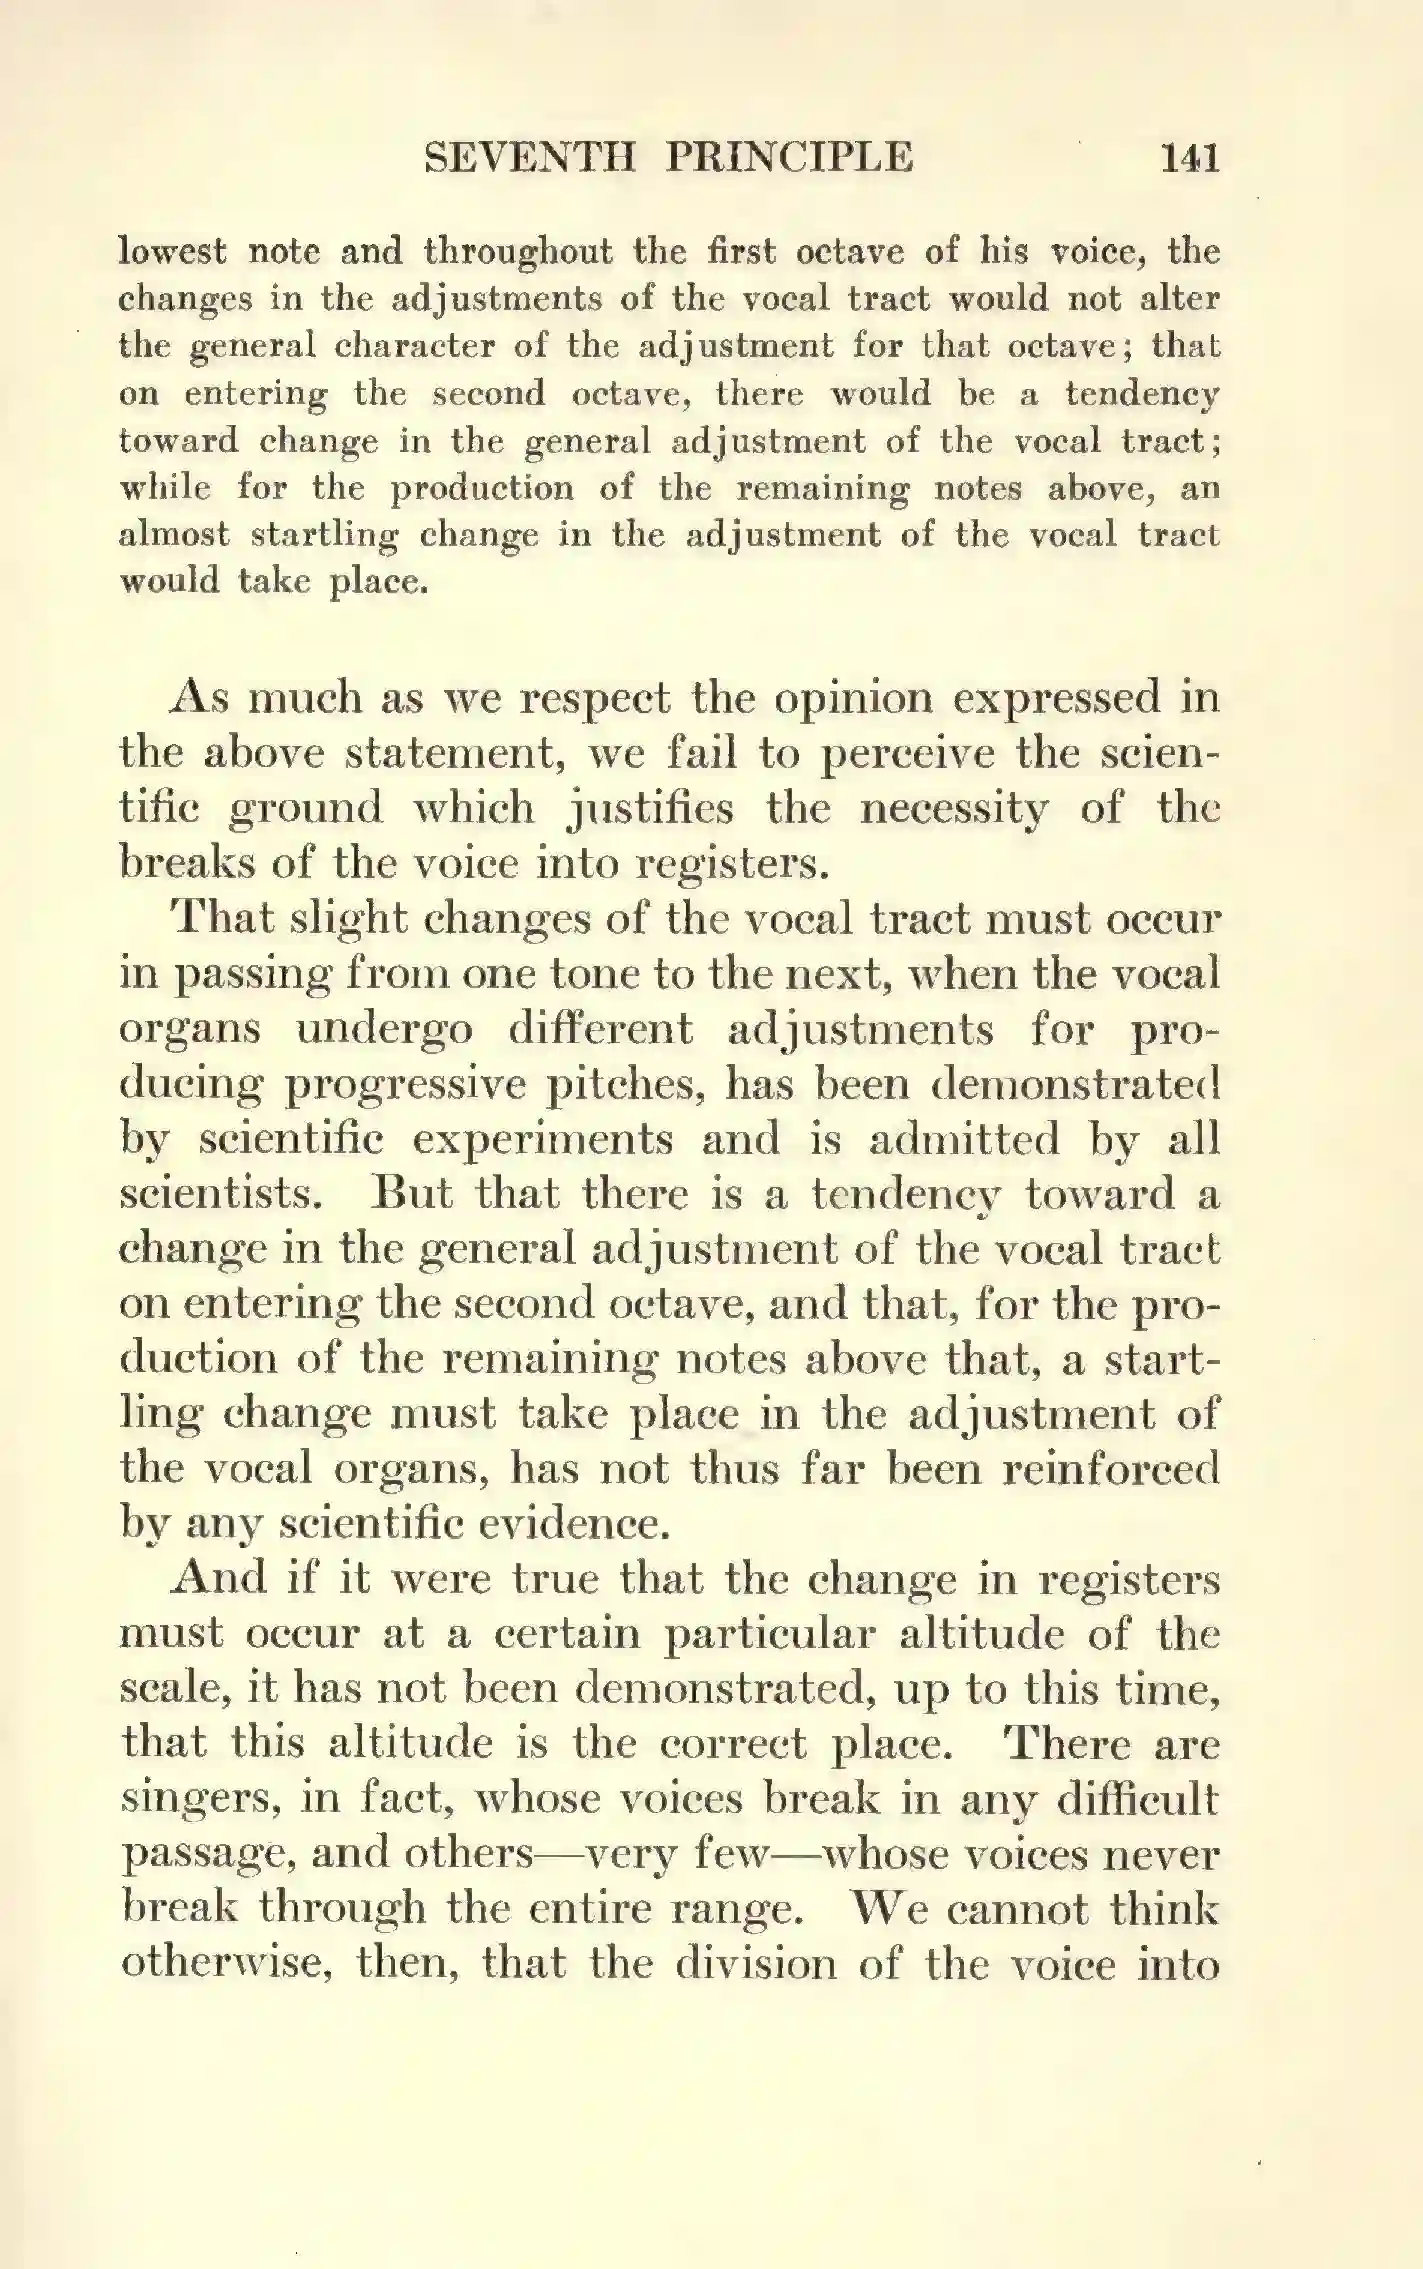 SEVENTH PRINCIPLE 141
lowest note and throughout the first octave of his voice, the
changes in the adjustments of the vocal tract would not alter
the general character of the adjustment for that octave; that
on entering the second octave, there would be a tendency
toward change in the general adjustment of the vocal tract;
while for the production of the remaining notes above, an
almost startling change in the adjustment of the vocal tract
would take place.
As much as we respect the opinion expressed in
the above statement, we fail to perceive the scien-
tific ground which justifies the necessity of the
breaks of the voice into registers.
That slight changes of the vocal tract must occur
in passing from one tone to the next, when the vocal
organs undergo different adjustments for pro-
ducing progressive pitches, has been demonstrated
by scientific experiments and is admitted by all
scientists. But that there is a tendency toward a
change in the general adjustment of the vocal tract
on entering the second octave, and that, for the pro-
duction of the remaining notes above that, a start-
ling change must take place in the adjustment of
the vocal organs, has not thus far been reinforced
by any scientific evidence.
And if it were true that the change in registers
must occur at a certain particular altitude of the
scale, it has not been demonstrated, up to this time,
that this altitude is the correct place. There are
singers, in fact, whose voices break in any difficult
passage, and others—very few—whose voices never
break through the entire range. We cannot think
otherwise, then, that the division of the voice into